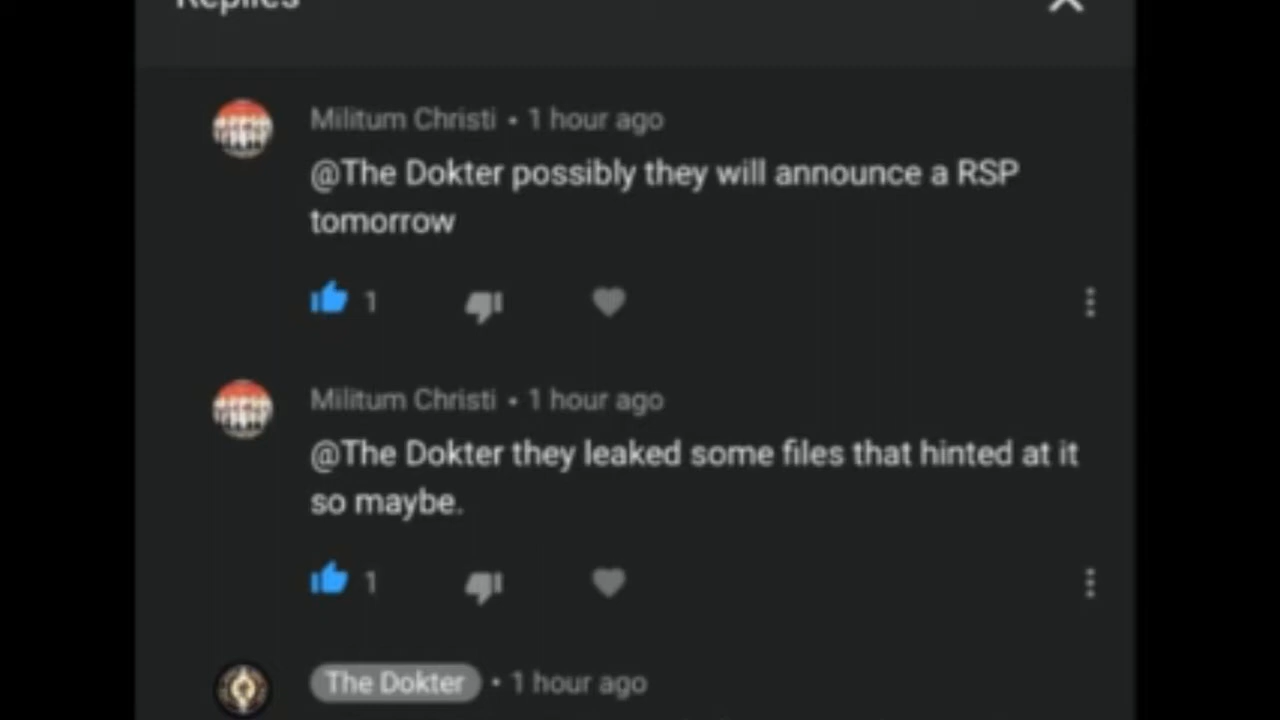 Replies
Militum Christi • 1 hour ago
@The Dokter possibly they will announce a RSP
tomorrow
1
Militum Christi • 1 hour ago
@The Dokter they leaked some files that hinted at it
so maybe.
1
The Dokter • 1 hour ago